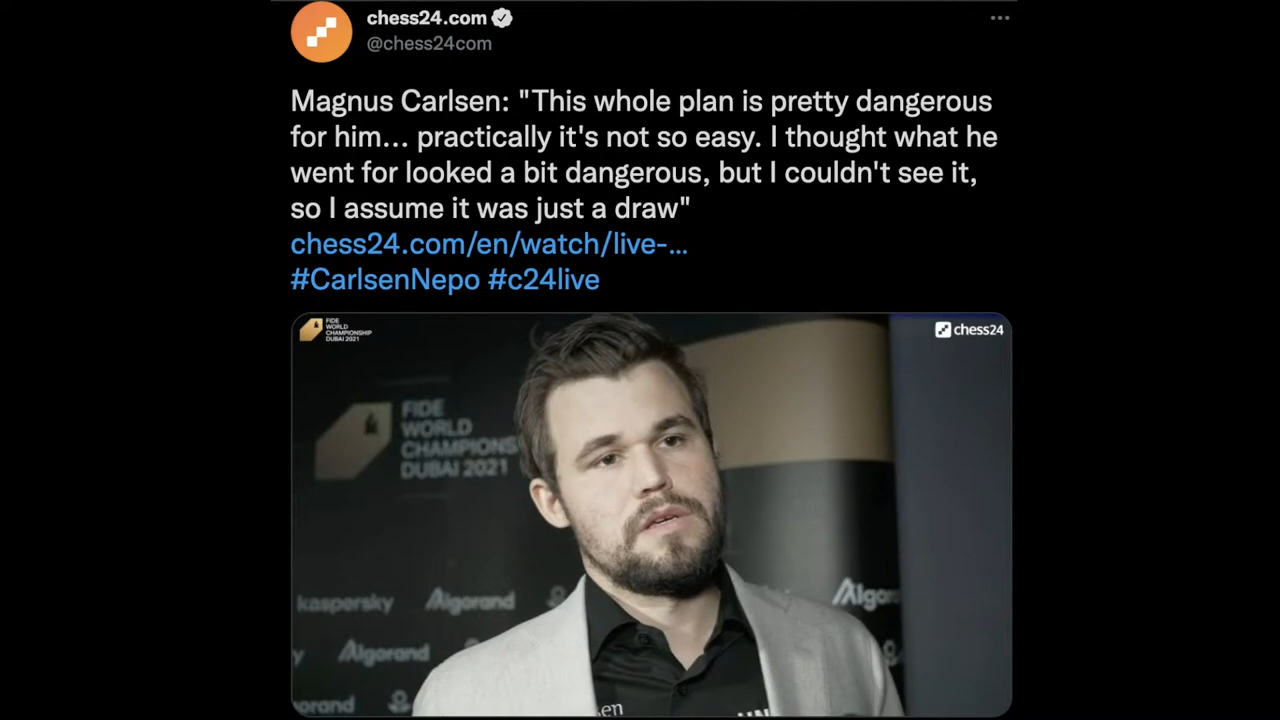 chess24.com
@chess24com
Magnus Carlsen: "This whole plan is pretty dangerous
for him... practically it's not so easy. I thought what he
went for looked a bit dangerous, but I couldn't see it,
so I assume it was just a draw"
chess24.com/en/watch/live-...
#CarlsenNepo #c24live
FIDE
WORLD
CHAMPIONSHIP
DUBAI 2021
chess24
FIDE
WORLD
CHAMPIONS
DUBAI 2021
kaspersky
Algorand
Algora
y
Algorand
gorand
sen